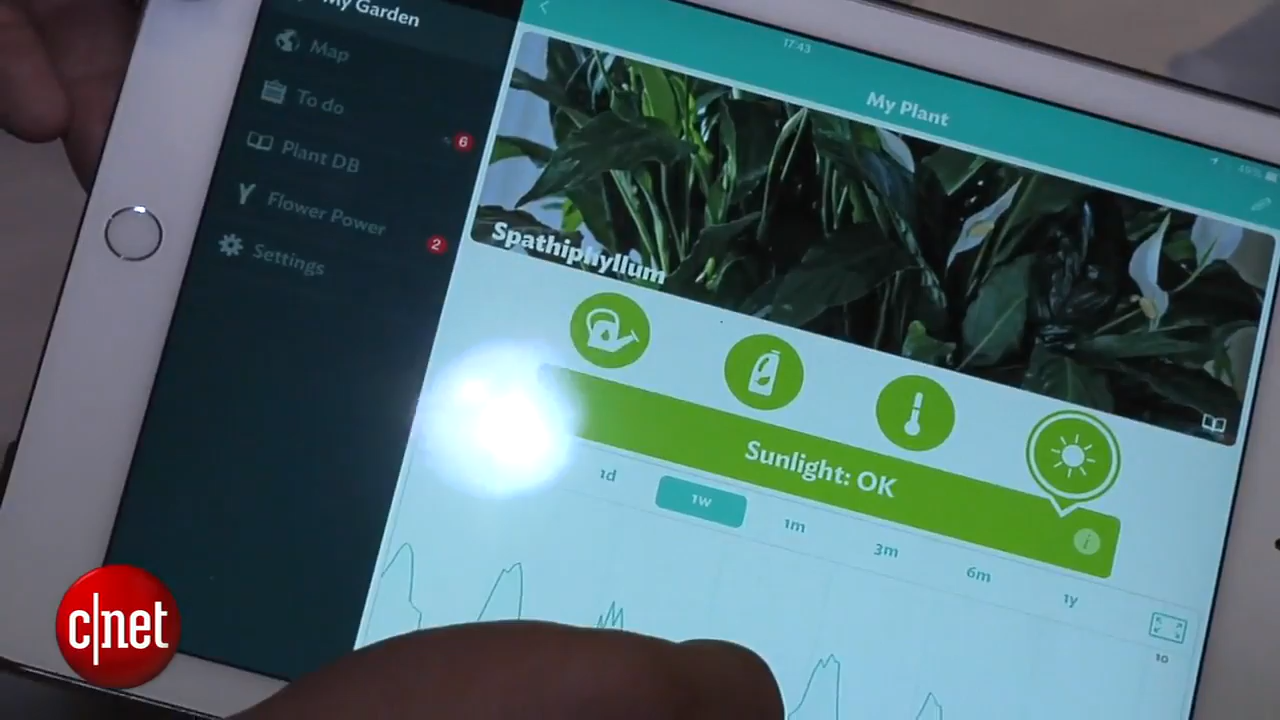 My Garden
Map
To do
6
Plant DB
Flower Power
2
Settings
17:43
My Plant
49%
Spathiphyllum
Sunlight: OK
i
1d
1w
1m
3m
6m
1y
10
c|net